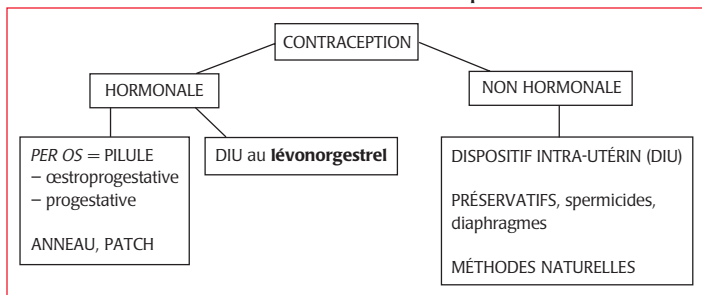 CONTRACEPTION
HORMONALE
NON HORMONALE
PER OS = PILULE
– œstroprogestative
– progestative
ANNEAU, PATCH
DIU au lévonorgestrel
DISPOSITIF INTRA-UTÉRIN (DIU)
PRÉSERVATIFS, spermicides,
diaphragmes
MÉTHODES NATURELLES